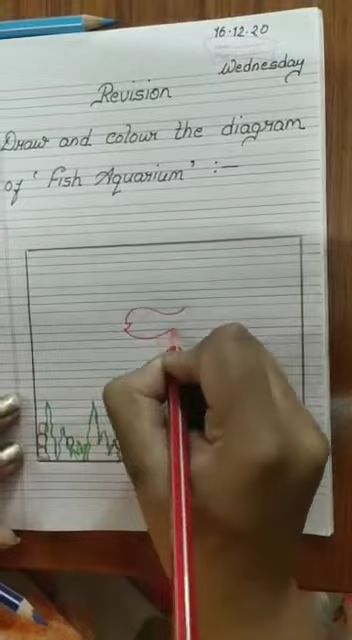 16·12·20
Wednesday
Revision
Draw and colour the diagram
of 'Fish Aquarium' :-